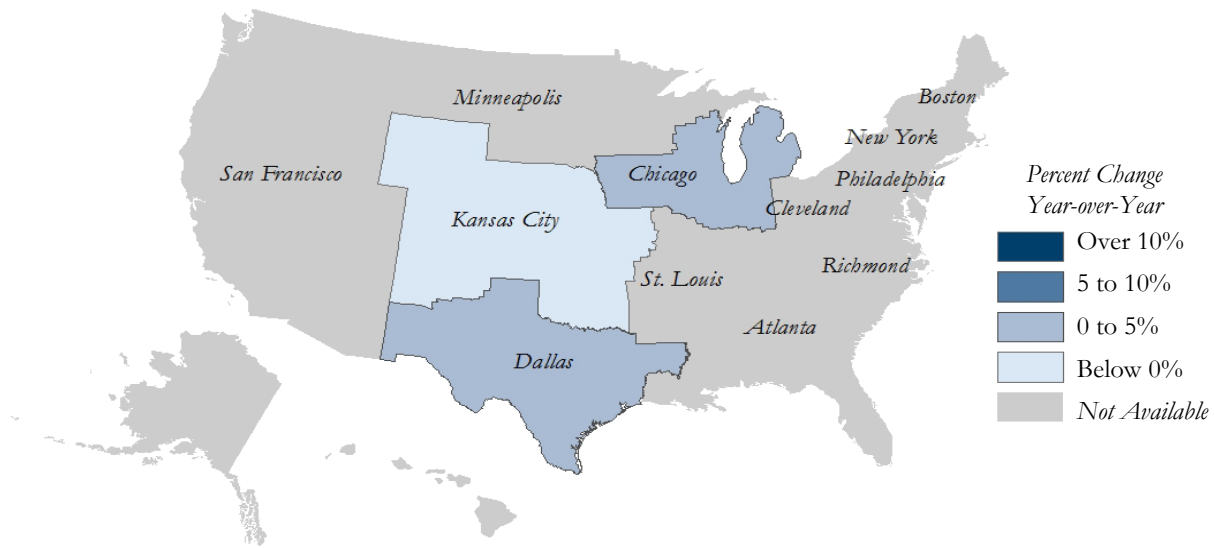 Minneapolis
Boston
New York
San Francisco
Chicago
Philadelphia
Cleveland
Kansas City
Richmond
St. Louis
Atlanta
Dallas
Percent Change
Year-over-Year
Over 10%
5 to 10%
0 to 5%
Below 0%
Not Available